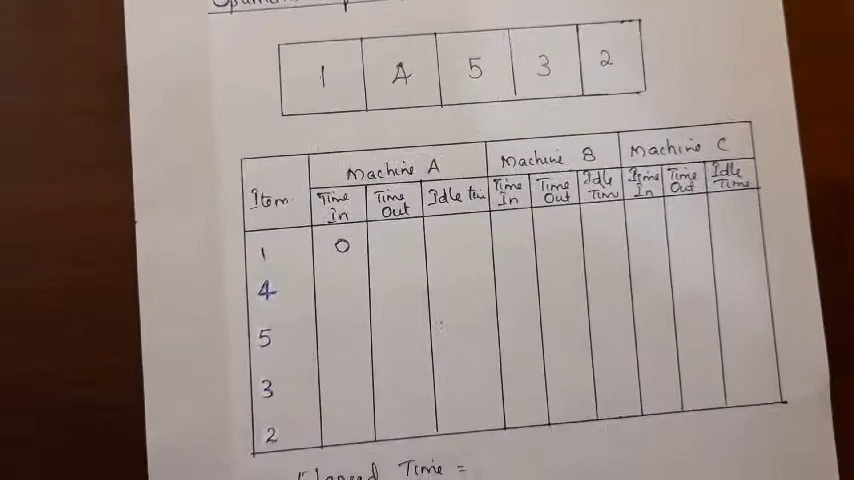 1 4 5 3 2
Item Machine A Machine B Machine C
Time In Time Out Idle Time In Time Out Idle Time Time In Time Out Idle Time
1 0
4
5
3
2
Elapsed Time =